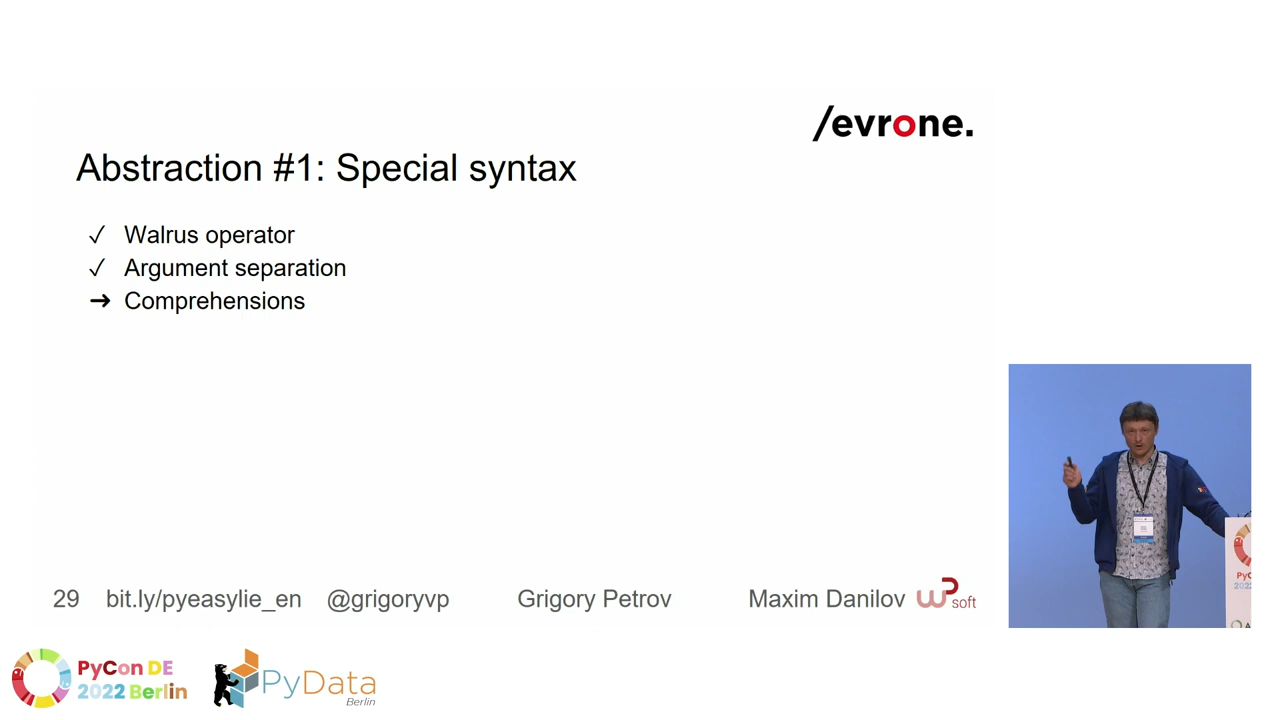 /evrone.
Abstraction #1: Special syntax
✓ Walrus operator
✓ Argument separation
➔ Comprehensions
29 bit.ly/pyeasylie_en @grigoryvp Grigory Petrov Maxim Danilov wPsoft
PyCon DE
2022 Berlin
PyData
Berlin